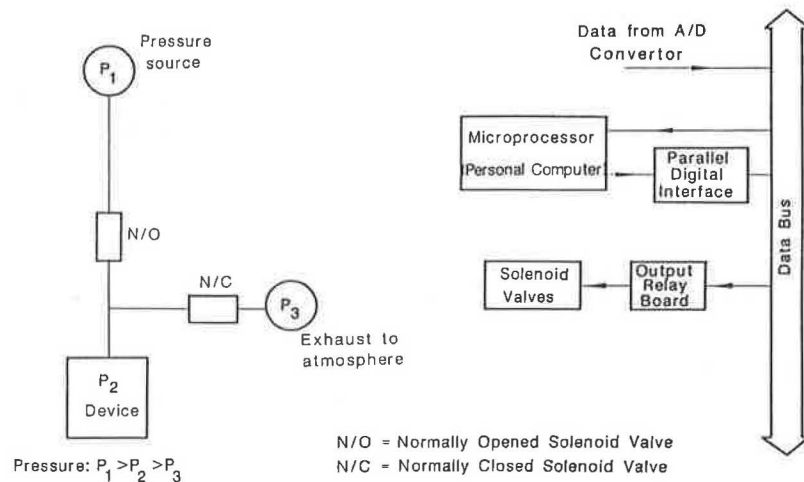 Pressure
source
P1
N/O
N/C
P3
Exhaust to
atmosphere
P2
Device
Pressure: P1 >P2 >P3
Data from A/D
Convertor
Microprocessor
(Personal Computer)
Parallel
Digital
Interface
Solenoid
Valves
Output
Relay
Board
Data Bus
N/O = Normally Opened Solenoid Valve
N/C = Normally Closed Solenoid Valve